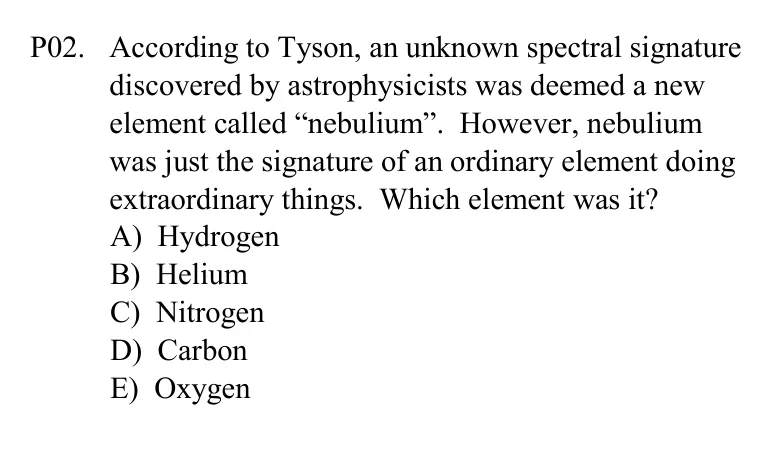 P02. According to Tyson, an unknown spectral signature
discovered by astrophysicists was deemed a new
element called “nebulium”. However, nebulium
was just the signature of an ordinary element doing
extraordinary things. Which element was it?
A) Hydrogen
B) Helium
C) Nitrogen
D) Carbon
E) Oxygen